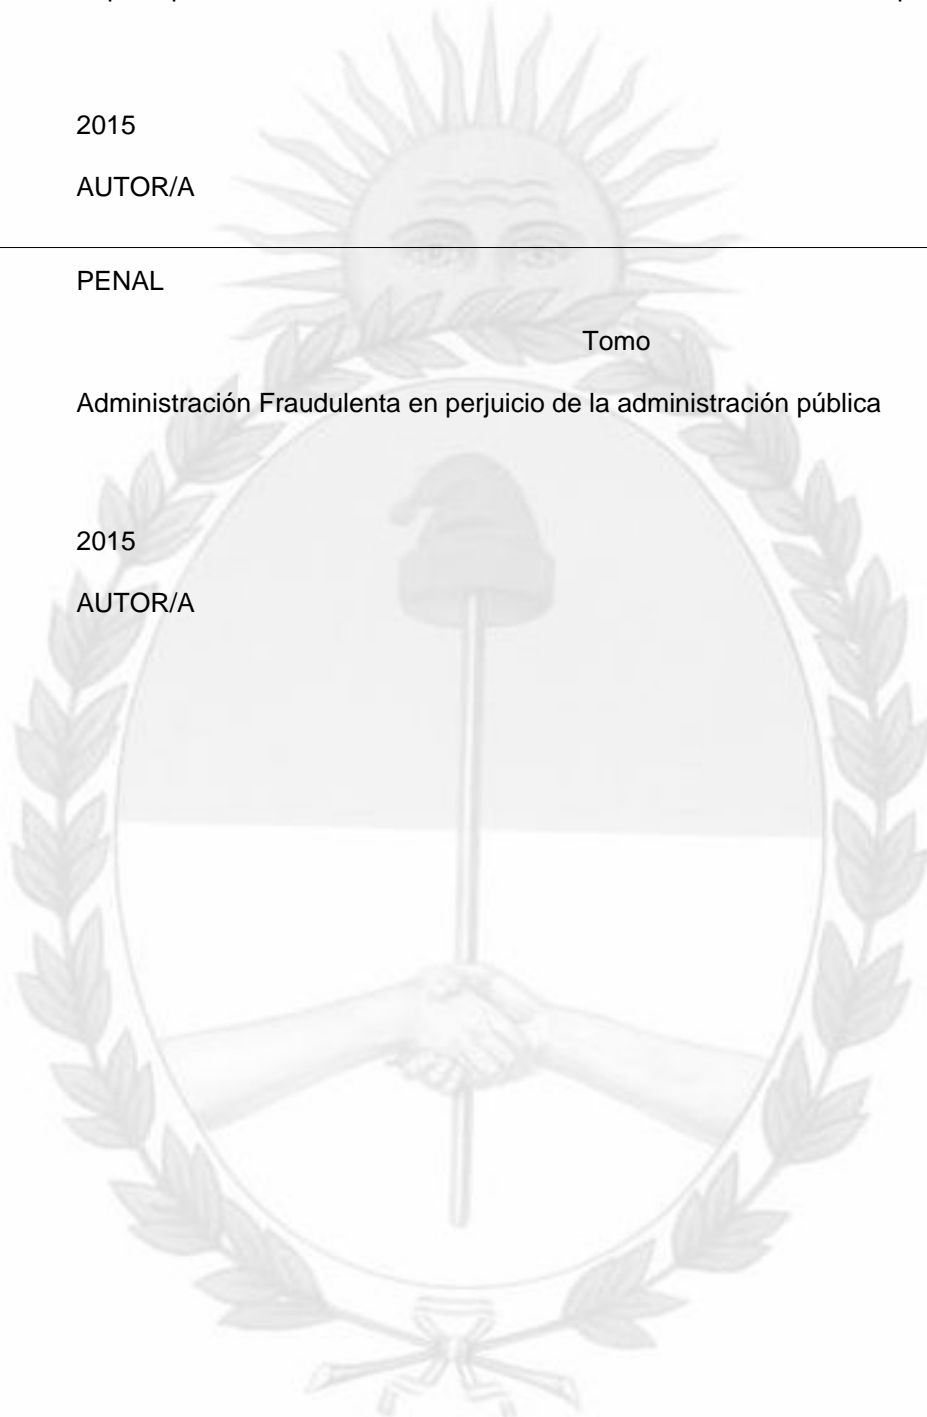 2015
AUTOR/A
PENAL
Tomo
Administración Fraudulenta en perjuicio de la administración pública
2015
AUTOR/A